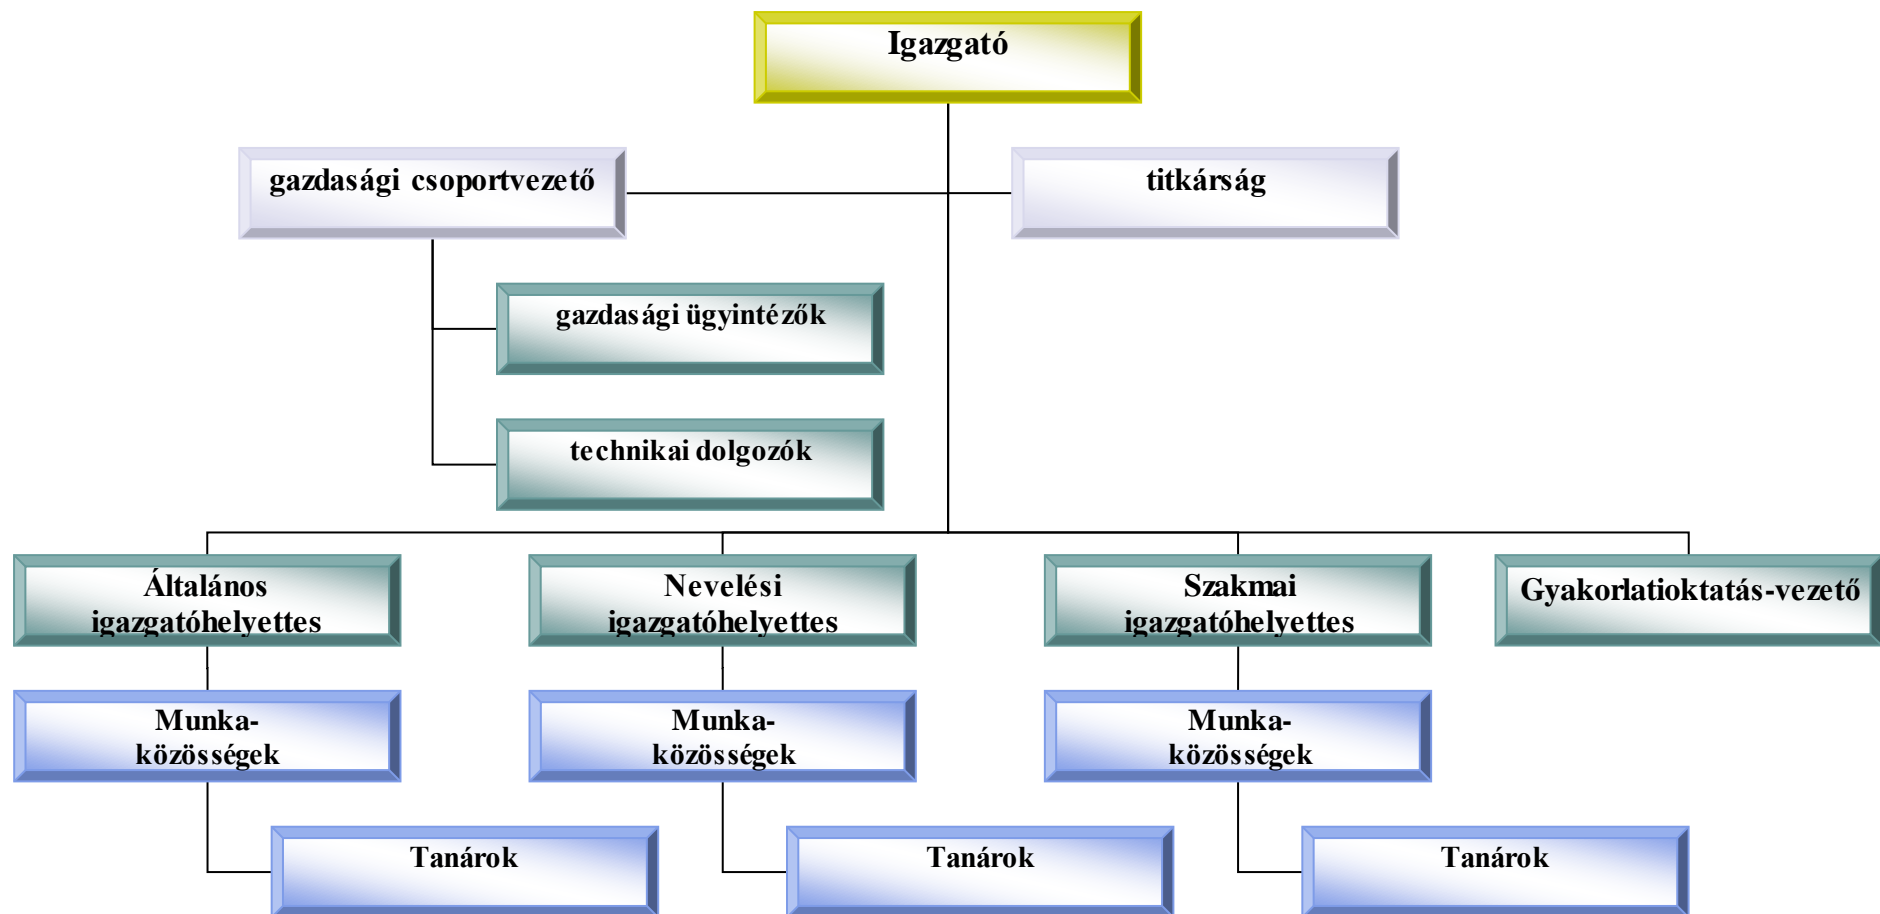 Igazgató
gazdasági csoportvezető
titkárság
gazdasági ügyintézők
technikai dolgozók
Általános
igazgatóhelyettes
Nevelési
igazgatóhelyettes
Szakmai
igazgatóhelyettes
Gyakorlatioktatás-vezető
Munka-
közösségek
Munka-
közösségek
Munka-
közösségek
Tanárok
Tanárok
Tanárok